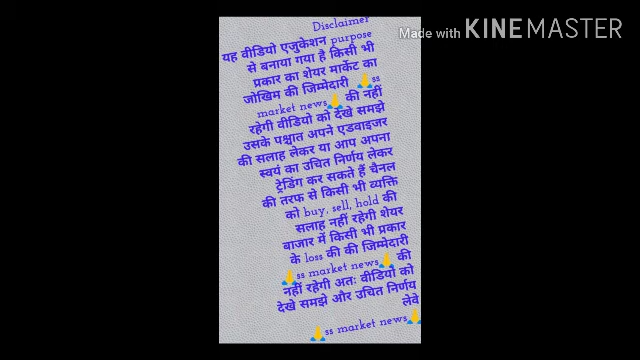 Made with KINEMASTER
Disclaimer
यह वीडियो एजुकेशन purpose
से बनाया गया है किसी भी
प्रकार का शेयर मार्केट का
जोखिम की जिम्मेदारी 🙏ss
market news🙏 की नहीं
रहेगी वीडियो को देखे समझे
उसके पश्चात अपने एडवाइजर
की सलाह लेकर या आप अपना
स्वयं का उचित निर्णय लेकर
ट्रेडिंग कर सकते हैं चैनल
की तरफ से किसी भी व्यक्ति
को buy, sell, hold की
सलाह नहीं रहेगी शेयर
बाजार में किसी भी प्रकार
के loss की की जिम्मेदारी
🙏ss market news🙏 की
नहीं रहेगी अतः वीडियो को
देखे समझे और उचित निर्णय
लेवे
🙏ss market news🙏